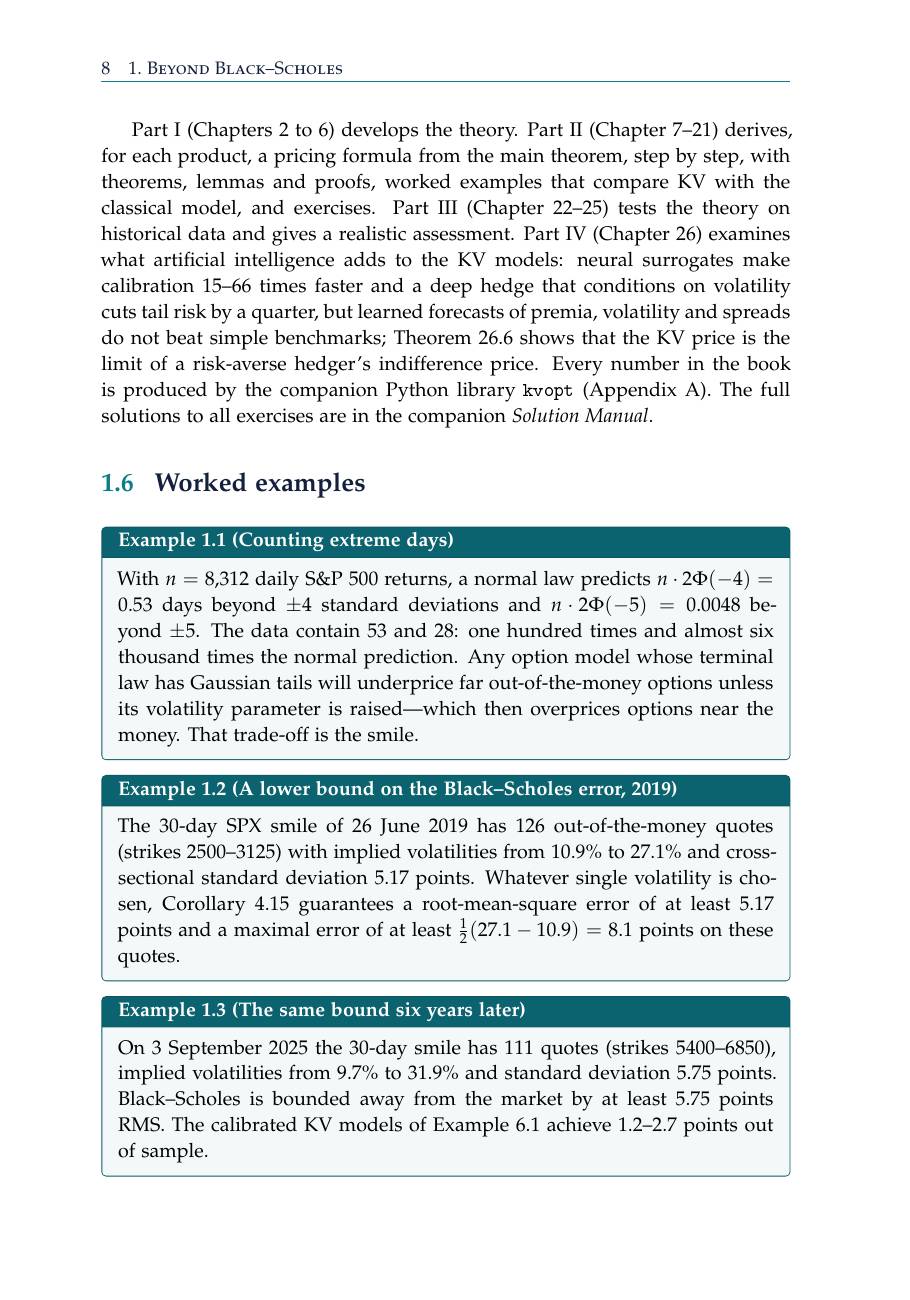 8 1. Beyond Black–Scholes
Part I (Chapters 2 to 6) develops the theory. Part II (Chapter 7–21) derives,
for each product, a pricing formula from the main theorem, step by step, with
theorems, lemmas and proofs, worked examples that compare KV with the
classical model, and exercises. Part III (Chapter 22–25) tests the theory on
historical data and gives a realistic assessment. Part IV (Chapter 26) examines
what artificial intelligence adds to the KV models: neural surrogates make
calibration 15–66 times faster and a deep hedge that conditions on volatility
cuts tail risk by a quarter, but learned forecasts of premia, volatility and spreads
do not beat simple benchmarks; Theorem 26.6 shows that the KV price is the
limit of a risk-averse hedger's indifference price. Every number in the book
is produced by the companion Python library kvopt (Appendix A). The full
solutions to all exercises are in the companion Solution Manual.
1.6 Worked examples
Example 1.1 (Counting extreme days)
With n = 8,312 daily S&P 500 returns, a normal law predicts n · 2Φ(−4) =
0.53 days beyond ±4 standard deviations and n · 2Φ(−5) = 0.0048 be-
yond ±5. The data contain 53 and 28: one hundred times and almost six
thousand times the normal prediction. Any option model whose terminal
law has Gaussian tails will underprice far out-of-the-money options unless
its volatility parameter is raised—which then overprices options near the
money. That trade-off is the smile.
Example 1.2 (A lower bound on the Black–Scholes error, 2019)
The 30-day SPX smile of 26 June 2019 has 126 out-of-the-money quotes
(strikes 2500–3125) with implied volatilities from 10.9% to 27.1% and cross-
sectional standard deviation 5.17 points. Whatever single volatility is cho-
sen, Corollary 4.15 guarantees a root-mean-square error of at least 5.17
points and a maximal error of at least ½(27.1 − 10.9) = 8.1 points on these
quotes.
Example 1.3 (The same bound six years later)
On 3 September 2025 the 30-day smile has 111 quotes (strikes 5400–6850),
implied volatilities from 9.7% to 31.9% and standard deviation 5.75 points.
Black–Scholes is bounded away from the market by at least 5.75 points
RMS. The calibrated KV models of Example 6.1 achieve 1.2–2.7 points out
of sample.